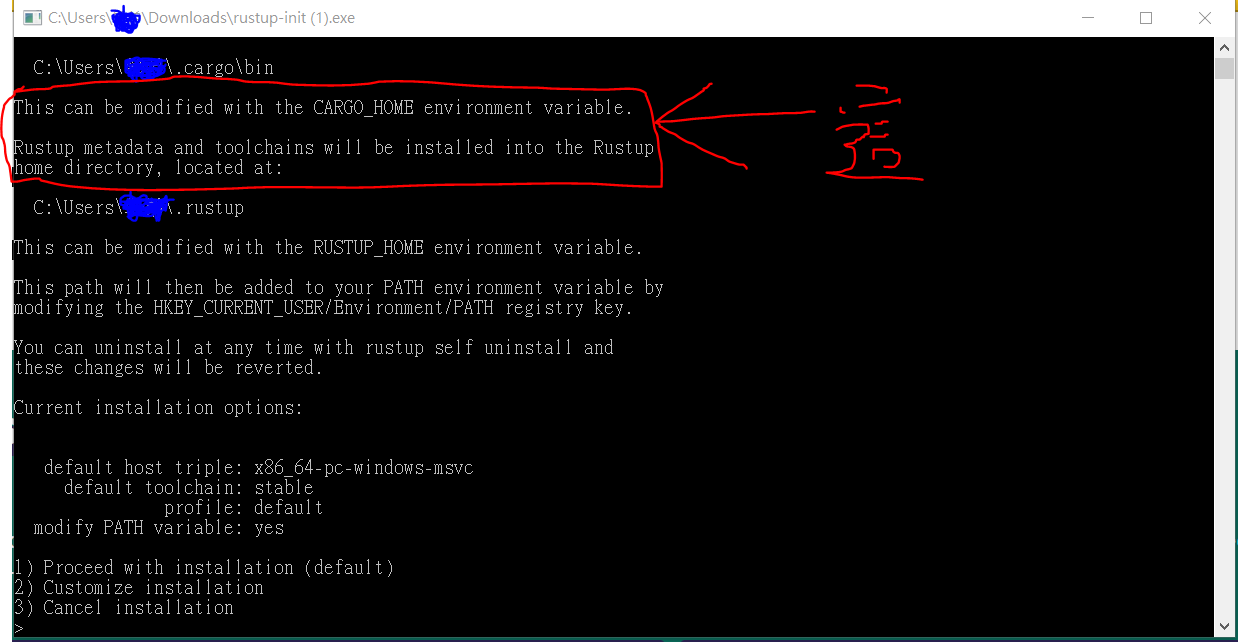 C:\Users\ \Downloads\rustup-init (1).exe
C:\Users\ \.cargo\bin
This can be modified with the CARGO_HOME environment variable.
Rustup metadata and toolchains will be installed into the Rustup
home directory, located at:
C:\Users\ \.rustup
This can be modified with the RUSTUP_HOME environment variable.
This path will then be added to your PATH environment variable by
modifying the HKEY_CURRENT_USER/Environment/PATH registry key.
You can uninstall at any time with rustup self uninstall and
these changes will be reverted.
Current installation options:
default host triple: x86_64-pc-windows-msvc
default toolchain: stable
profile: default
modify PATH variable: yes
1) Proceed with installation (default)
2) Customize installation
3) Cancel installation
>